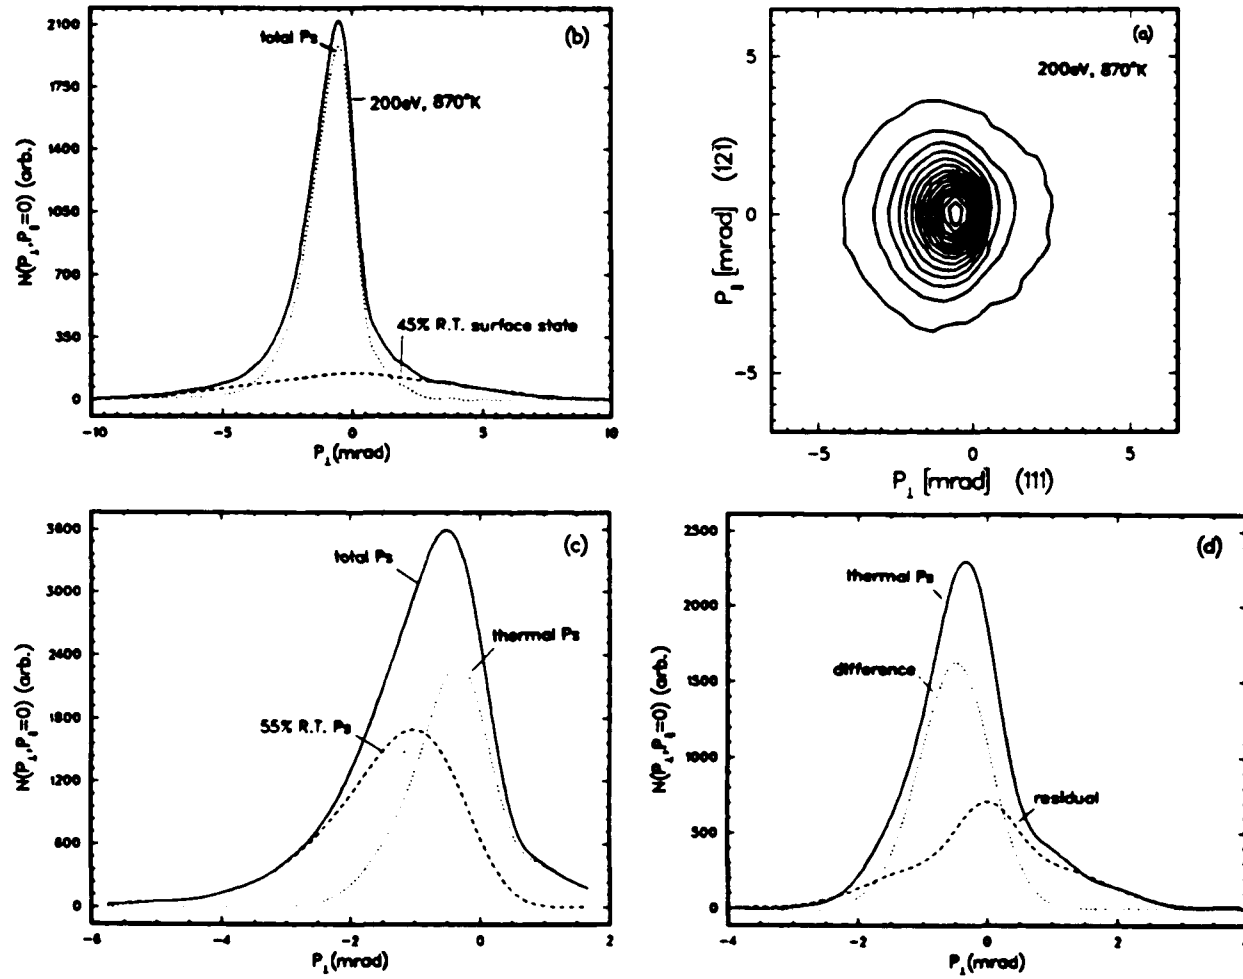 (b)
2100
1750
1400
1050
700
350
0
N(P⊥,P∥=0) (arb.)
total Ps
200eV, 870°K
45% R.T. surface state
-10
-5
0
5
10
P⊥(mrad)
(a)
200eV, 870°K
5
0
-5
P∥ [mrad] (121)
-5
0
5
P⊥ [mrad] (111)
(c)
3600
3000
2400
1800
1200
600
0
N(P⊥,P∥=0) (arb.)
total Ps
thermal Ps
55% R.T. Ps
-6
-4
-2
0
2
P⊥(mrad)
(d)
2500
2000
1500
1000
500
0
N(P⊥,P∥=0) (arb.)
thermal Ps
difference
residual
-4
-2
0
2
P⊥(mrad)